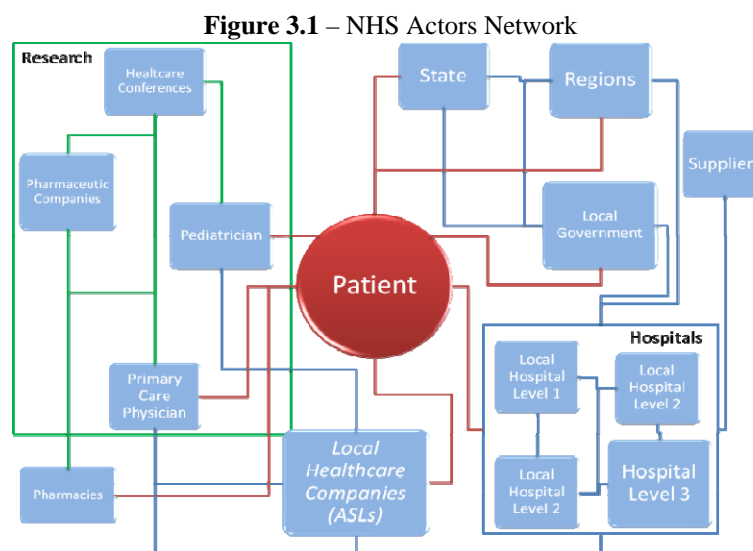 Figure 3.1 – NHS Actors Network
Research
Healtcare
Conferences
State
Regions
Supplier
Pharmaceutic
Companies
Pediatrician
Local
Government
Patient
Hospitals
Local
Hospital
Level 1
Local
Hospital
Level 2
Primary
Care
Physician
Local
Healthcare
Companies
(ASLs)
Pharmacies
Local
Hospital
Level 2
Hospital
Level 3